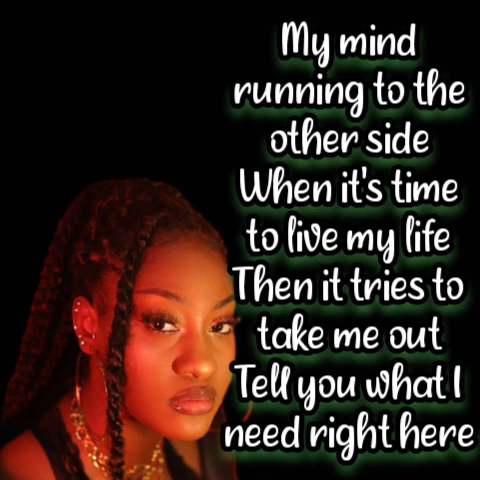 My mind
running to the
other side
When it's time
to live my life
Then it tries to
take me out
Tell you what I
need right here